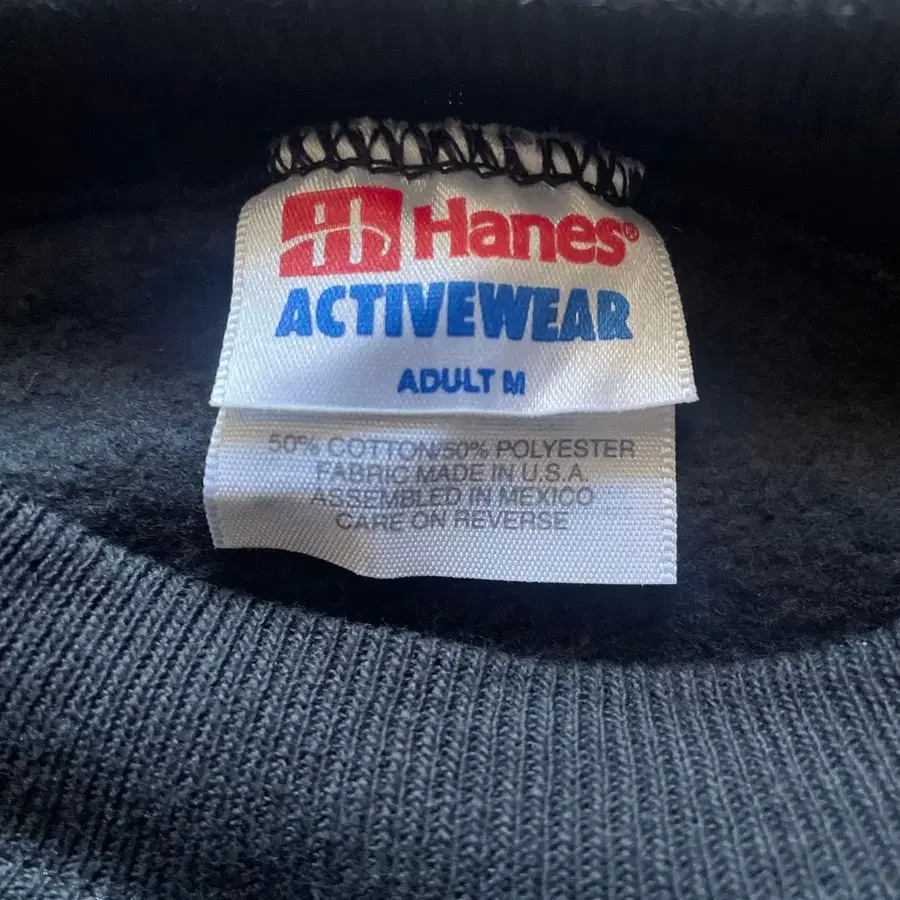 Hanes®
ACTIVEWEAR
ADULT M
50% COTTON/50% POLYESTER
FABRIC MADE IN U.S.A.
ASSEMBLED IN MEXICO
CARE ON REVERSE